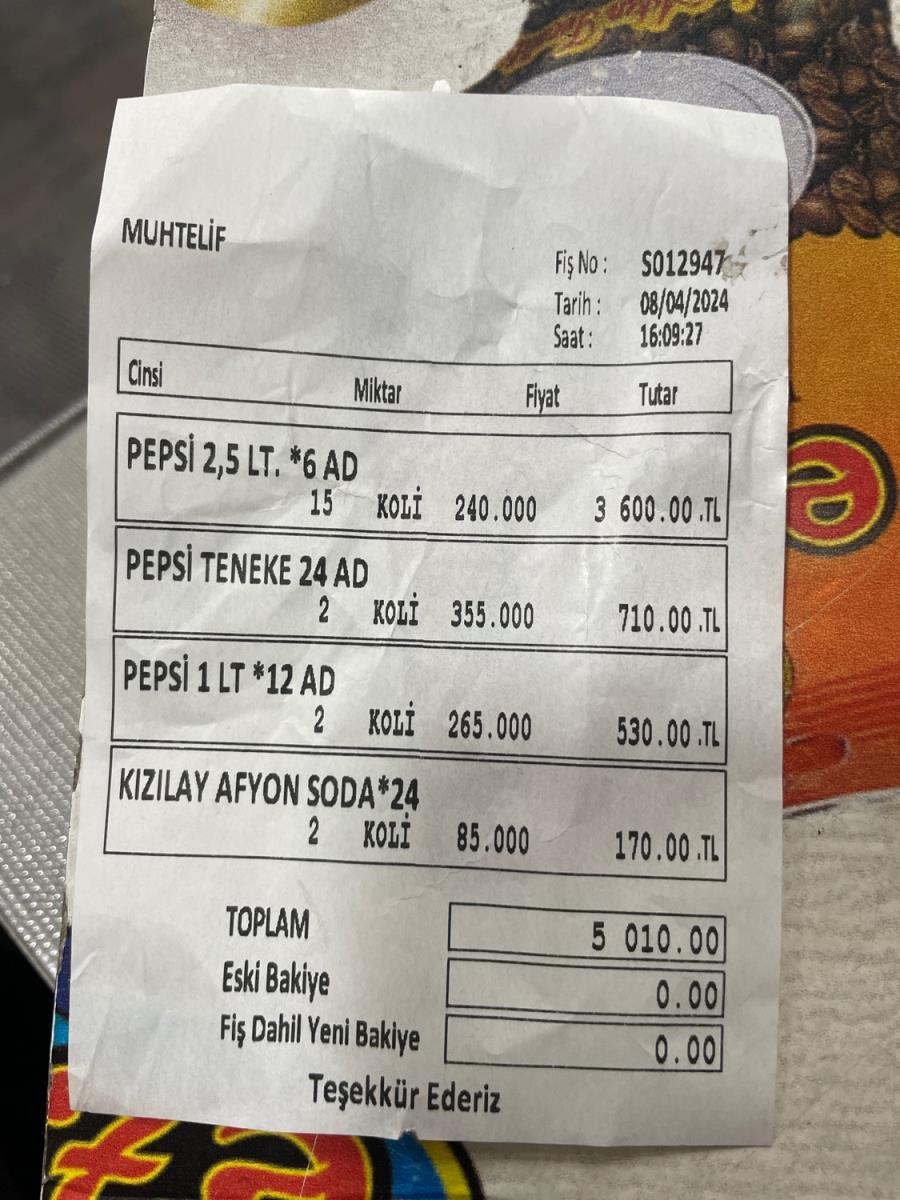 MUHTELİF
Fiş No : S012947
Tarih : 08/04/2024
Saat : 16:09:27
Cinsi Miktar Fiyat Tutar
PEPSİ 2,5 LT. *6 AD
15 KOLİ 240.000 3 600.00 .TL
PEPSİ TENEKE 24 AD
2 KOLİ 355.000 710.00 .TL
PEPSİ 1 LT *12 AD
2 KOLİ 265.000 530.00 .TL
KIZILAY AFYON SODA*24
2 KOLİ 85.000 170.00 .TL
TOPLAM 5 010.00
Eski Bakiye 0.00
Fiş Dahil Yeni Bakiye 0.00
Teşekkür Ederiz